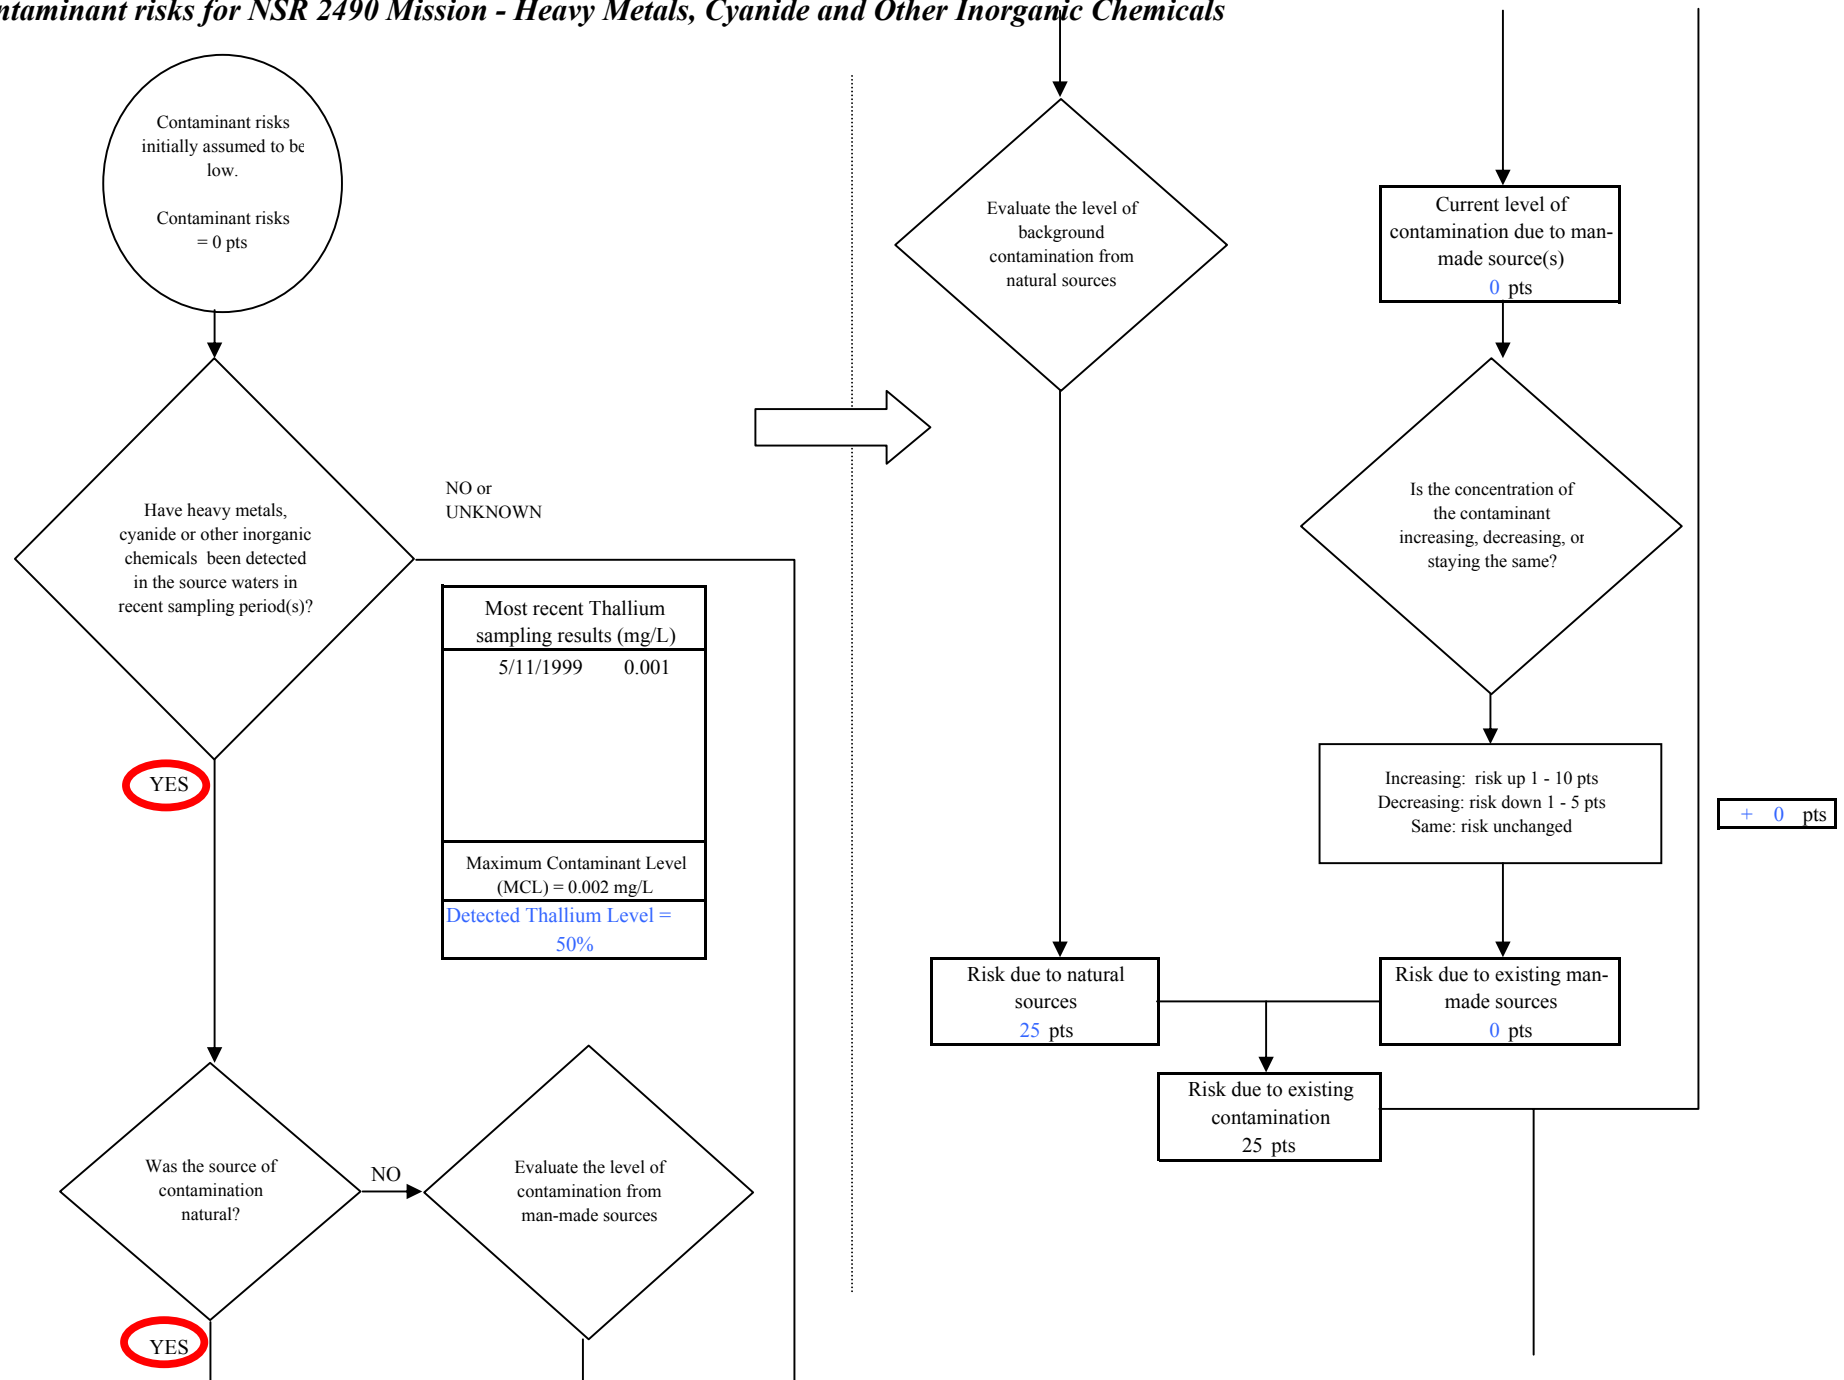 ntaminant risks for NSR 2490 Mission - Heavy Metals, Cyanide and Other Inorganic Chemicals
Contaminant risks
initially assumed to be
low.
Contaminant risks
= 0 pts
Have heavy metals,
cyanide or other inorganic
chemicals been detected
in the source waters in
recent sampling period(s)?
NO or
UNKNOWN
YES
Most recent Thallium
sampling results (mg/L)
5/11/1999 0.001
Maximum Contaminant Level
(MCL) = 0.002 mg/L
Detected Thallium Level =
50%
Was the source of
contamination
natural?
NO
YES
Evaluate the level of
contamination from
man-made sources
Evaluate the level of
background
contamination from
natural sources
Current level of
contamination due to man-
made source(s)
0 pts
Is the concentration of
the contaminant
increasing, decreasing, or
staying the same?
Increasing: risk up 1 - 10 pts
Decreasing: risk down 1 - 5 pts
Same: risk unchanged
+ 0 pts
Risk due to natural
sources
25 pts
Risk due to existing man-
made sources
0 pts
Risk due to existing
contamination
25 pts